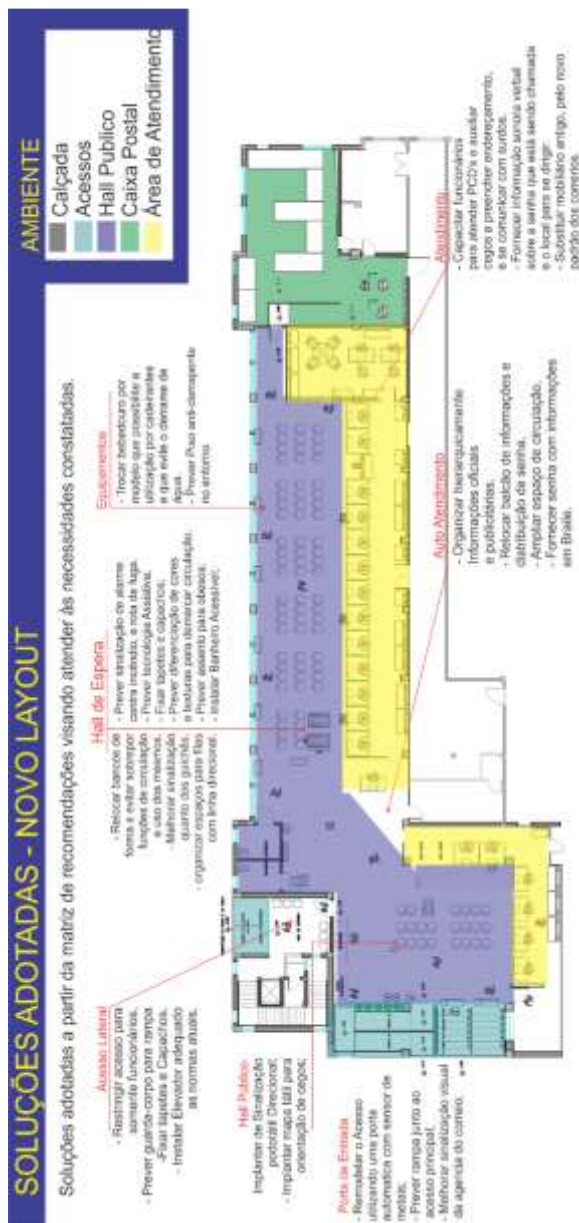 SOLUÇÕES ADOTADAS - NOVO LAYOUT
Soluções adotadas a partir da matriz de recomendações visando atender às necessidades constatadas.
AMBIENTE
Calçada
Acessos
Hall Publico
Caixa Postal
Área de Atendimento
Acesso Lateral
- Restringir acesso para
somente funcionários.
- Prever guarda-corpo para rampa
-Fixar tapetes e Capachos.
- Instalar Elevador adequado
as normas atuais.
Hall de Espera
- Relocar bancos de
forma a evitar sobrepor
funções de circulação
e uso dos mesmos.
- Melhorar sinalização
quanto dos guichês.
- organizar espaços para filas
com linha direcional.
- Prever sinalização de alarme
contra incêndio, e rota de fuga.
- Prever tecnologia Assistiva.
- Fixar tapetes e capachos;
- Prever diferenciação de cores
e texturas para demarcar circulação.
- Prever assento para obesos;
- Instalar Banheiro Acessível;
Equipamentos
- Trocar bebedouro por
modelo que possibilite a
utilização por cadeirantes
e que evite o derrame de
água.
- Prever Piso anti-derrapante
no entorno.
Hall Publico
Implantar de Sinalização
podotátil Direcional;
- Implantar mapa tátil para
orientação de cegos;
Porta de Entrada
- Remodelar o Acesso
utilizando uma porta
automatica com sensor de
metais;
- Prever rampa junto ao
acesso principal.
- Melhorar sinalização visual
da agencia do correio.
Auto Atendimento
- Organizar hierarquicamante
Informações oficiais
e publicitárias.
- Relocar balcão de informações e
distribuição de senha.
- Ampliar espaço de circulação.
- Fornecer senha com informações
em Braile.
Atendimento
- Capacitar funcionários
para atender PCD's e auxiliar
cegos a preencher endereçamento,
e se comunicar com surdos.
- Fornecer informação sonora verbal
sobre a senha que está sendo chamada
e o local para se dirigir.
- Substituir mobiliário antigo, pelo novo
padrão dos correios.